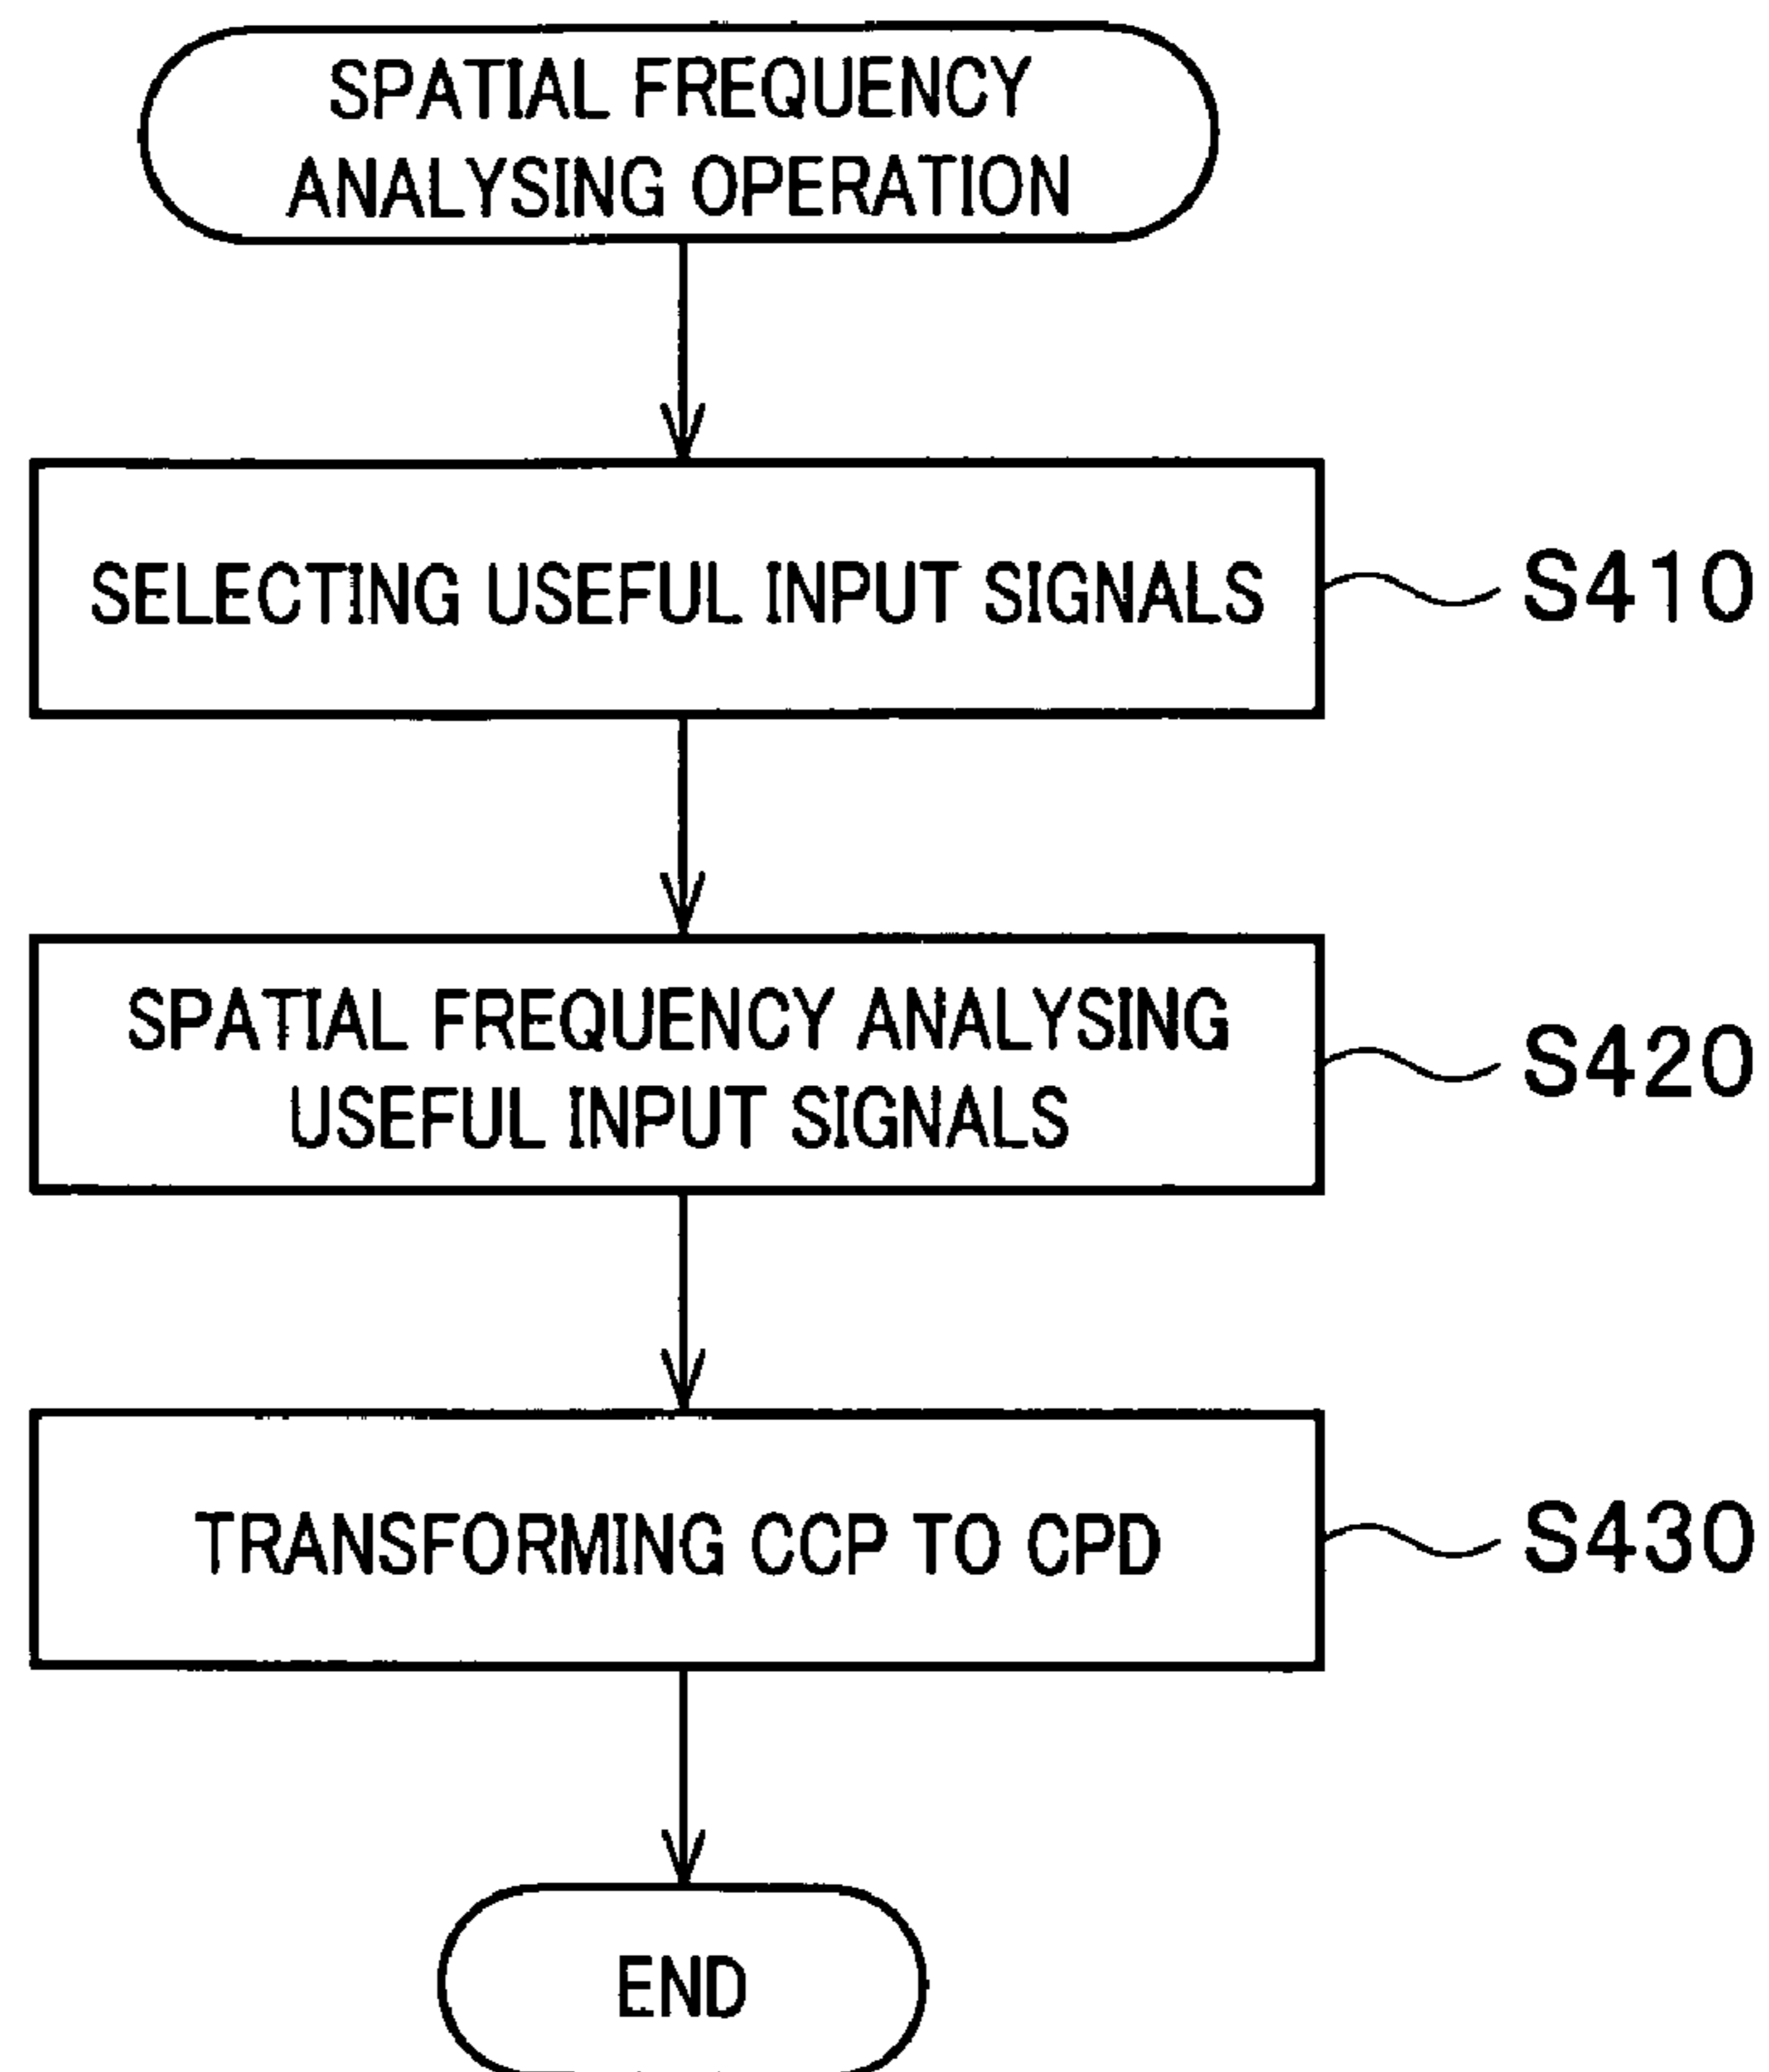 SPATIAL FREQUENCY
ANALYSING OPERATION
SELECTING USEFUL INPUT SIGNALS
S410
SPATIAL FREQUENCY ANALYSING
USEFUL INPUT SIGNALS
S420
TRANSFORMING CCP TO CPD
S430
END